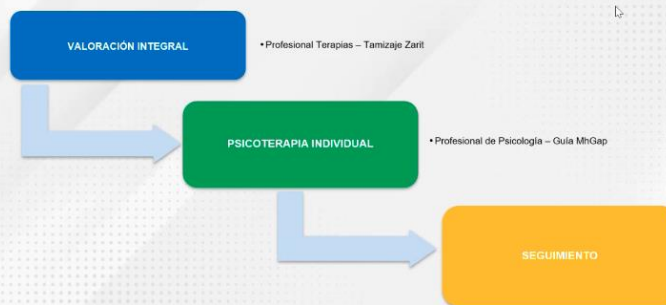 VALORACIÓN INTEGRAL
• Profesional Terapias – Tamizaje Zarit
PSICOTERAPIA INDIVIDUAL
• Profesional de Psicología – Guía MhGap
SEGUIMIENTO